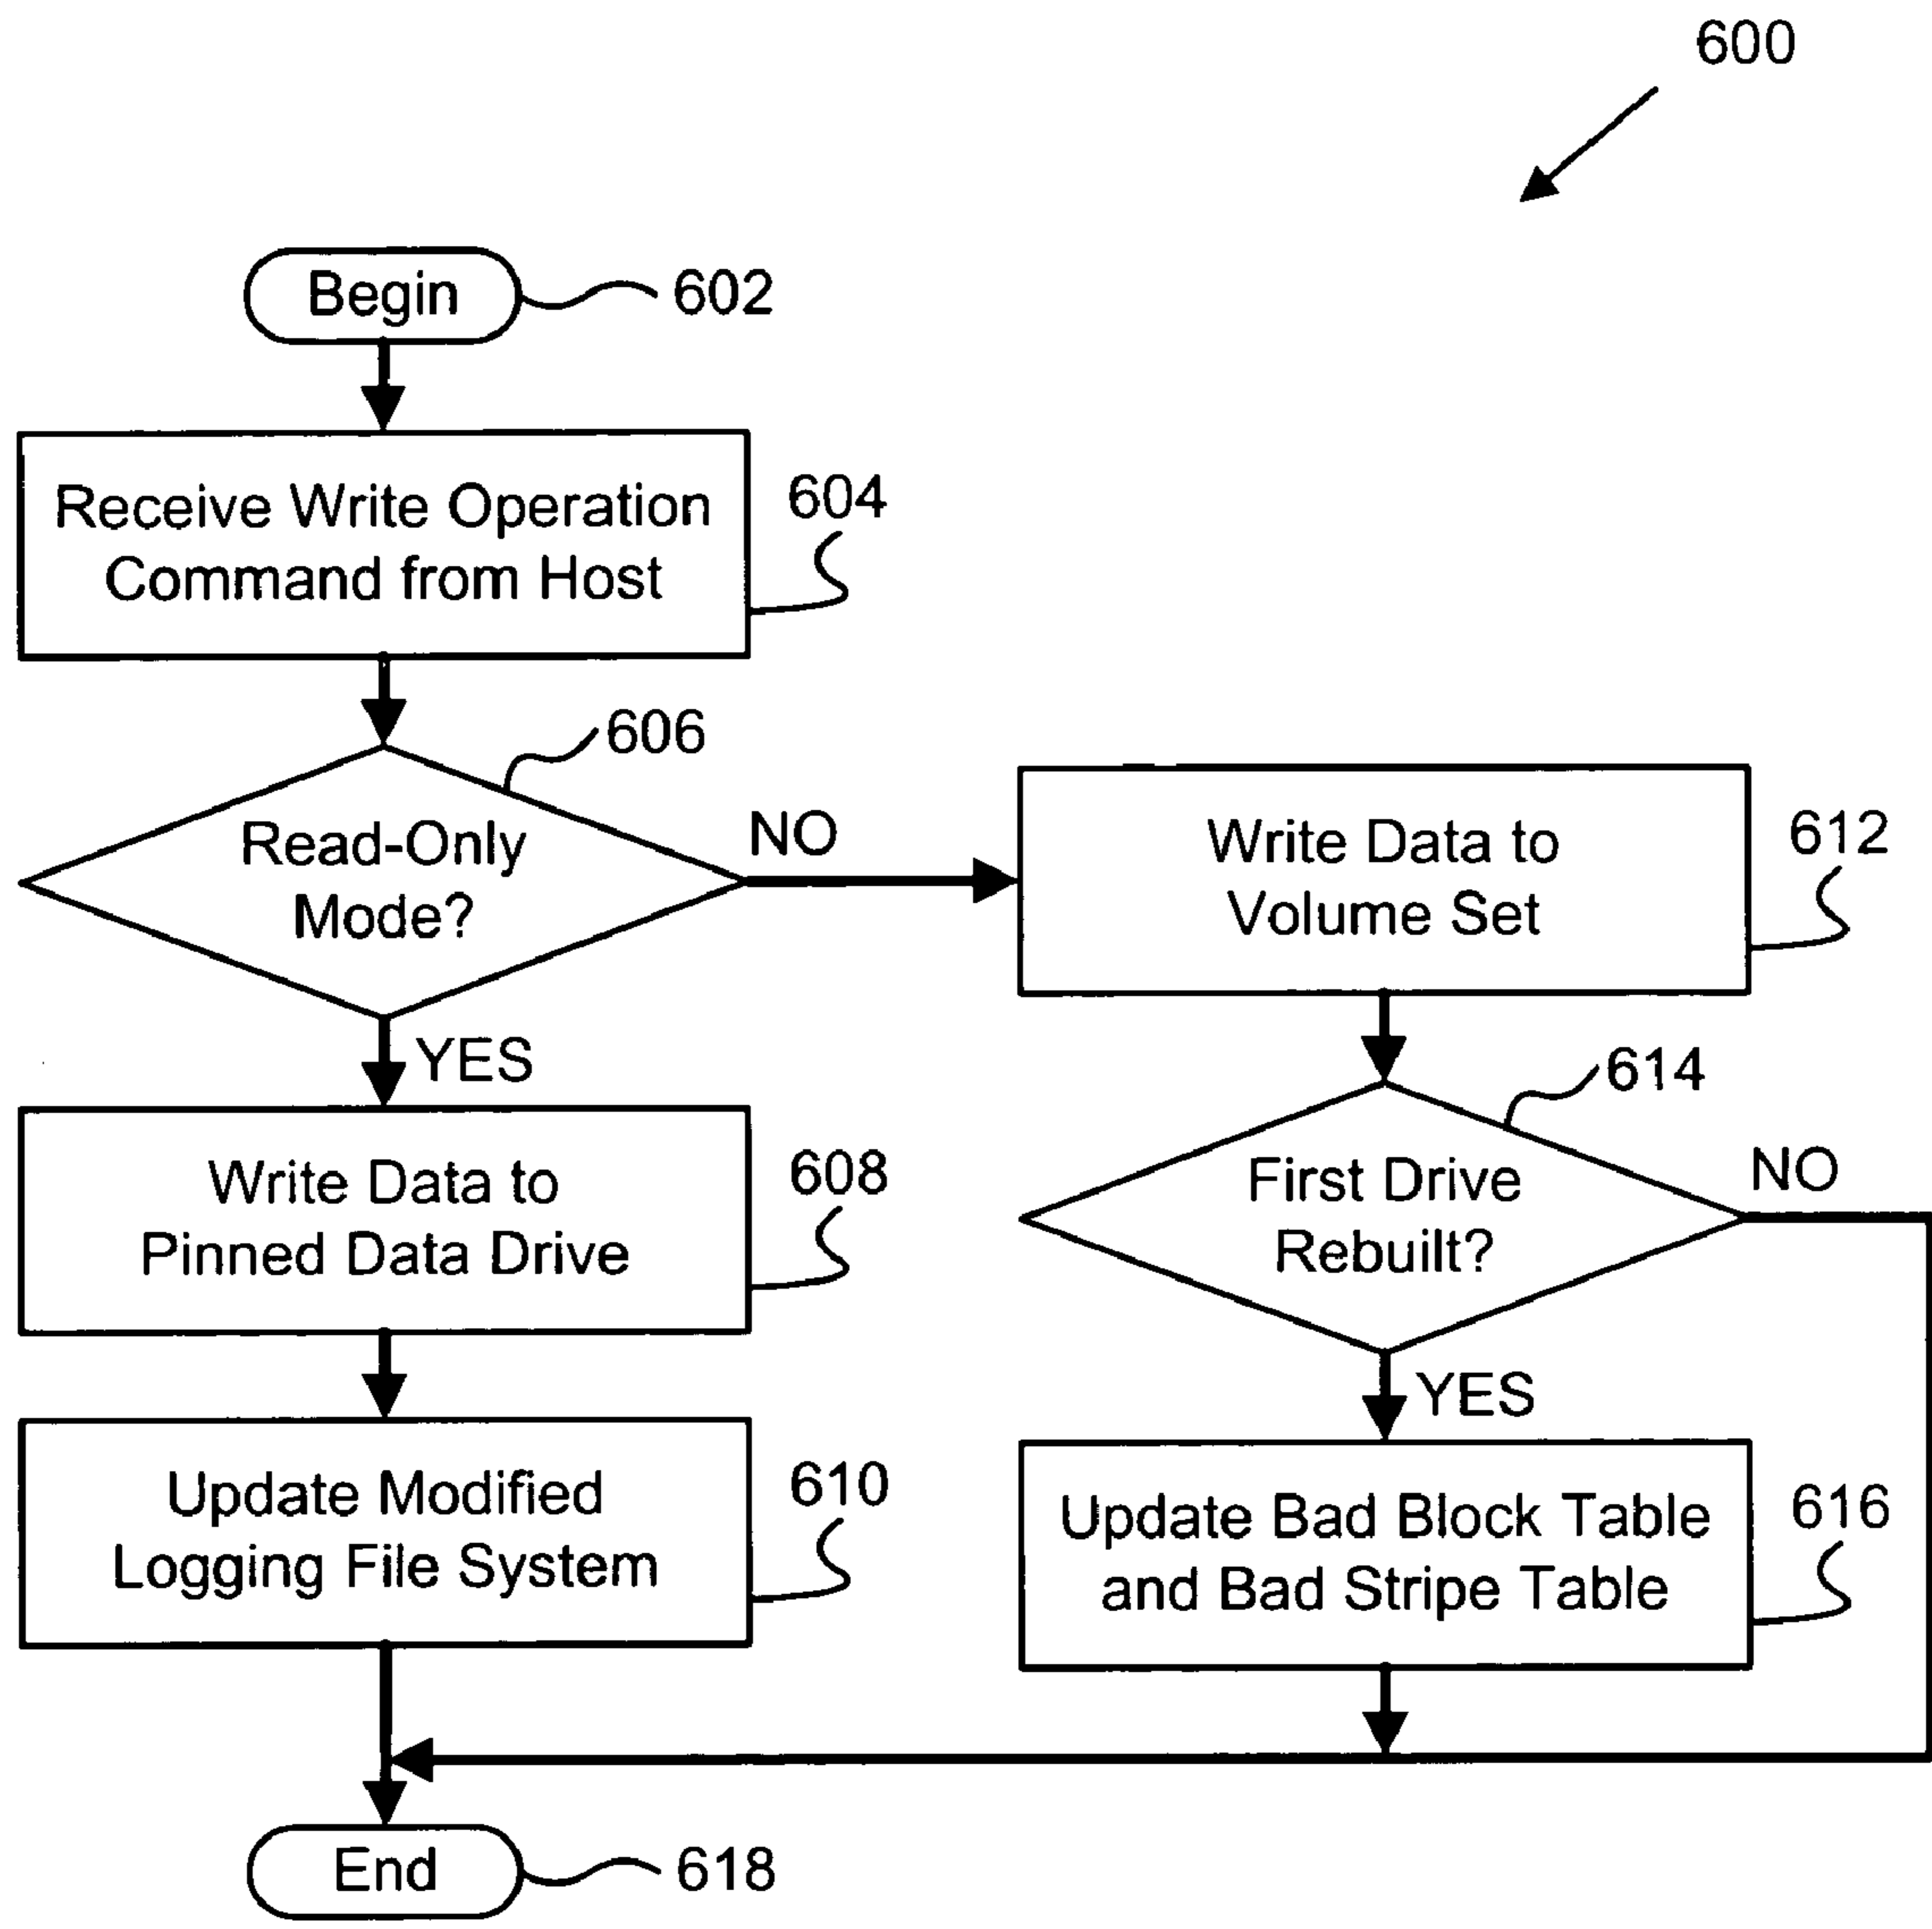 600
Begin
602
Receive Write Operation
Command from Host
604
606
Read-Only
Mode?
NO
YES
Write Data to
Volume Set
612
614
First Drive
Rebuilt?
NO
YES
Write Data to
Pinned Data Drive
608
Update Modified
Logging File System
610
Update Bad Block Table
and Bad Stripe Table
616
End
618